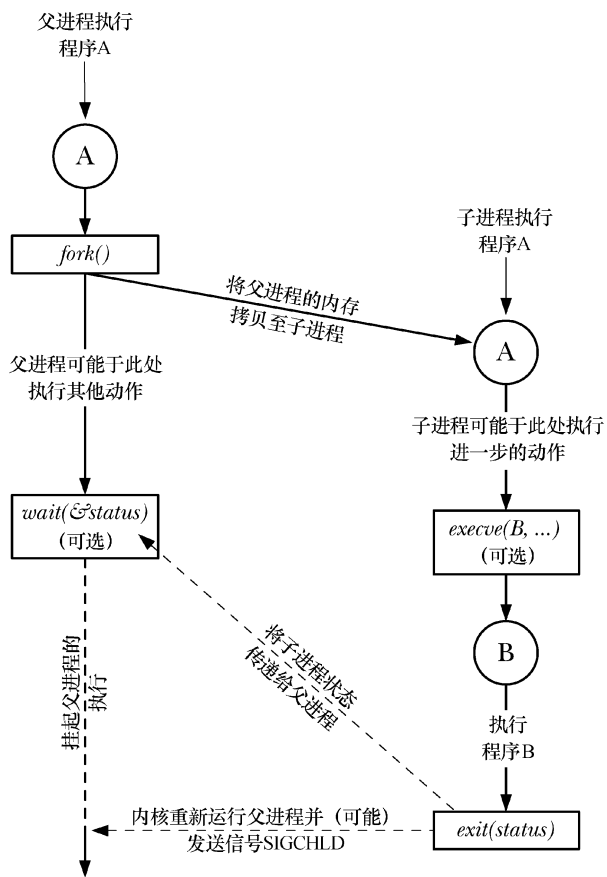 父进程执行
程序A
A
fork()
子进程执行
程序A
将父进程的内存
拷贝至子进程
A
父进程可能于此处
执行其他动作
子进程可能于此处执行
进一步的动作
wait(&status)
（可选）
execve(B, ...)
（可选）
将子进程状态
传递给父进程
B
挂起父进程的
执行
执行
程序B
内核重新运行父进程并（可能）
发送信号SIGCHLD
exit(status)